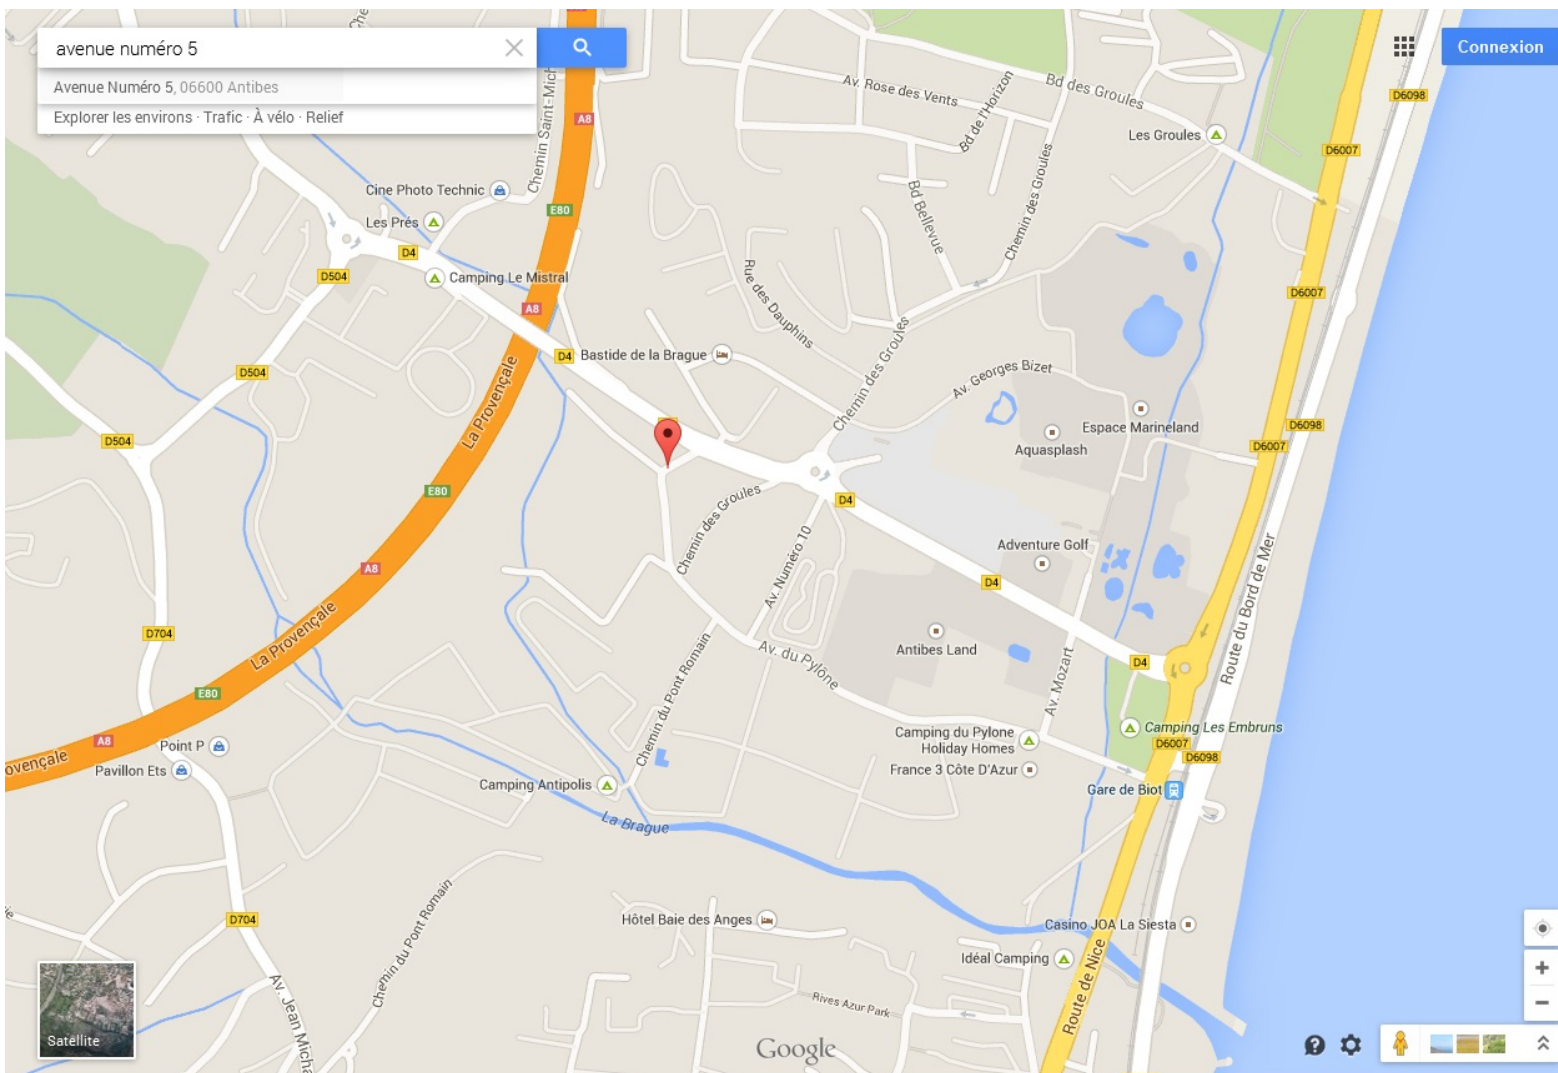 avenue numéro 5
Connexion
Avenue Numéro 5, 06600 Antibes
Explorer les environs · Trafic · À vélo · Relief
Chemin Saint-Mich
Av. Rose des Vents
Bd de l'Horizon
Bd des Groules
D6098
A8
Les Groules
D6007
Cine Photo Technic
Les Prés
E80
Bd Bellevue
Chemin des Groules
D4
D504
Camping Le Mistral
Rue des Dauphins
D6007
A8
D4
Bastide de la Brague
Chemin des Groules
D504
La Provençale
Av. Georges Bizet
Espace Marineland
D6098
D504
Aquasplash
D6007
E80
Chemin des Groules
D4
Av. Numéro 10
Adventure Golf
A8
D4
Route du Bord de Mer
La Provençale
D704
Antibes Land
Av. du Pylône
Chemin du Pont Romain
D4
Av. Mozart
E80
Camping Les Embruns
Camping du Pylone
Holiday Homes
A8
Point P
D6007
D6098
ovençale
Pavillon Ets
France 3 Côte D'Azur
Camping Antipolis
Gare de Biot
La Brague
D704
Hôtel Baie des Anges
Casino JOA La Siesta
Chemin du Pont Romain
Idéal Camping
Route de Nice
Av. Jean Micha
Rives Azur Park
Satellite
Google